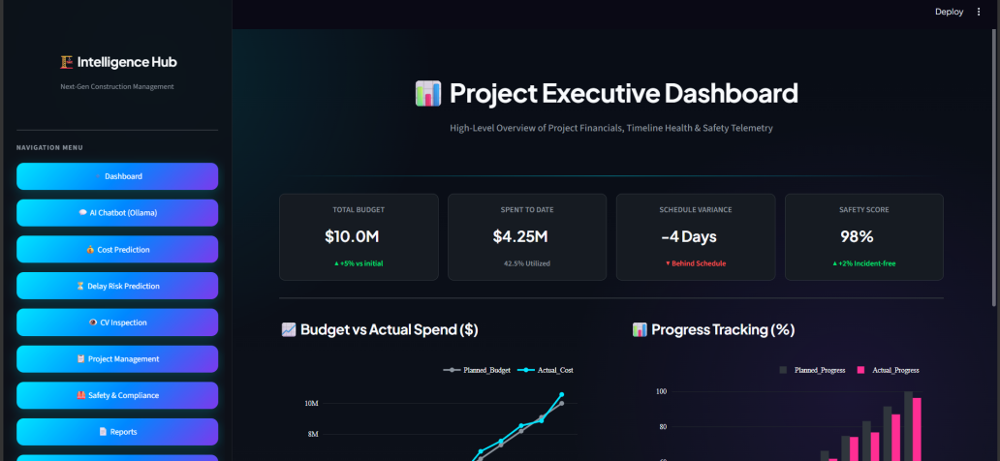 Deploy
Intelligence Hub
Next-Gen Construction Management
NAVIGATION MENU
Dashboard
AI Chatbot (Ollama)
Cost Prediction
Delay Risk Prediction
CV Inspection
Project Management
Safety & Compliance
Reports
Project Executive Dashboard
High-Level Overview of Project Financials, Timeline Health & Safety Telemetry
TOTAL BUDGET
$10.0M
▲ +5% vs initial
SPENT TO DATE
$4.25M
42.5% Utilized
SCHEDULE VARIANCE
-4 Days
▼ Behind Schedule
SAFETY SCORE
98%
▲ +2% Incident-free
Budget vs Actual Spend ($)
Planned_Budget Actual_Cost
10M
8M
Progress Tracking (%)
Planned_Progress Actual_Progress
100
80